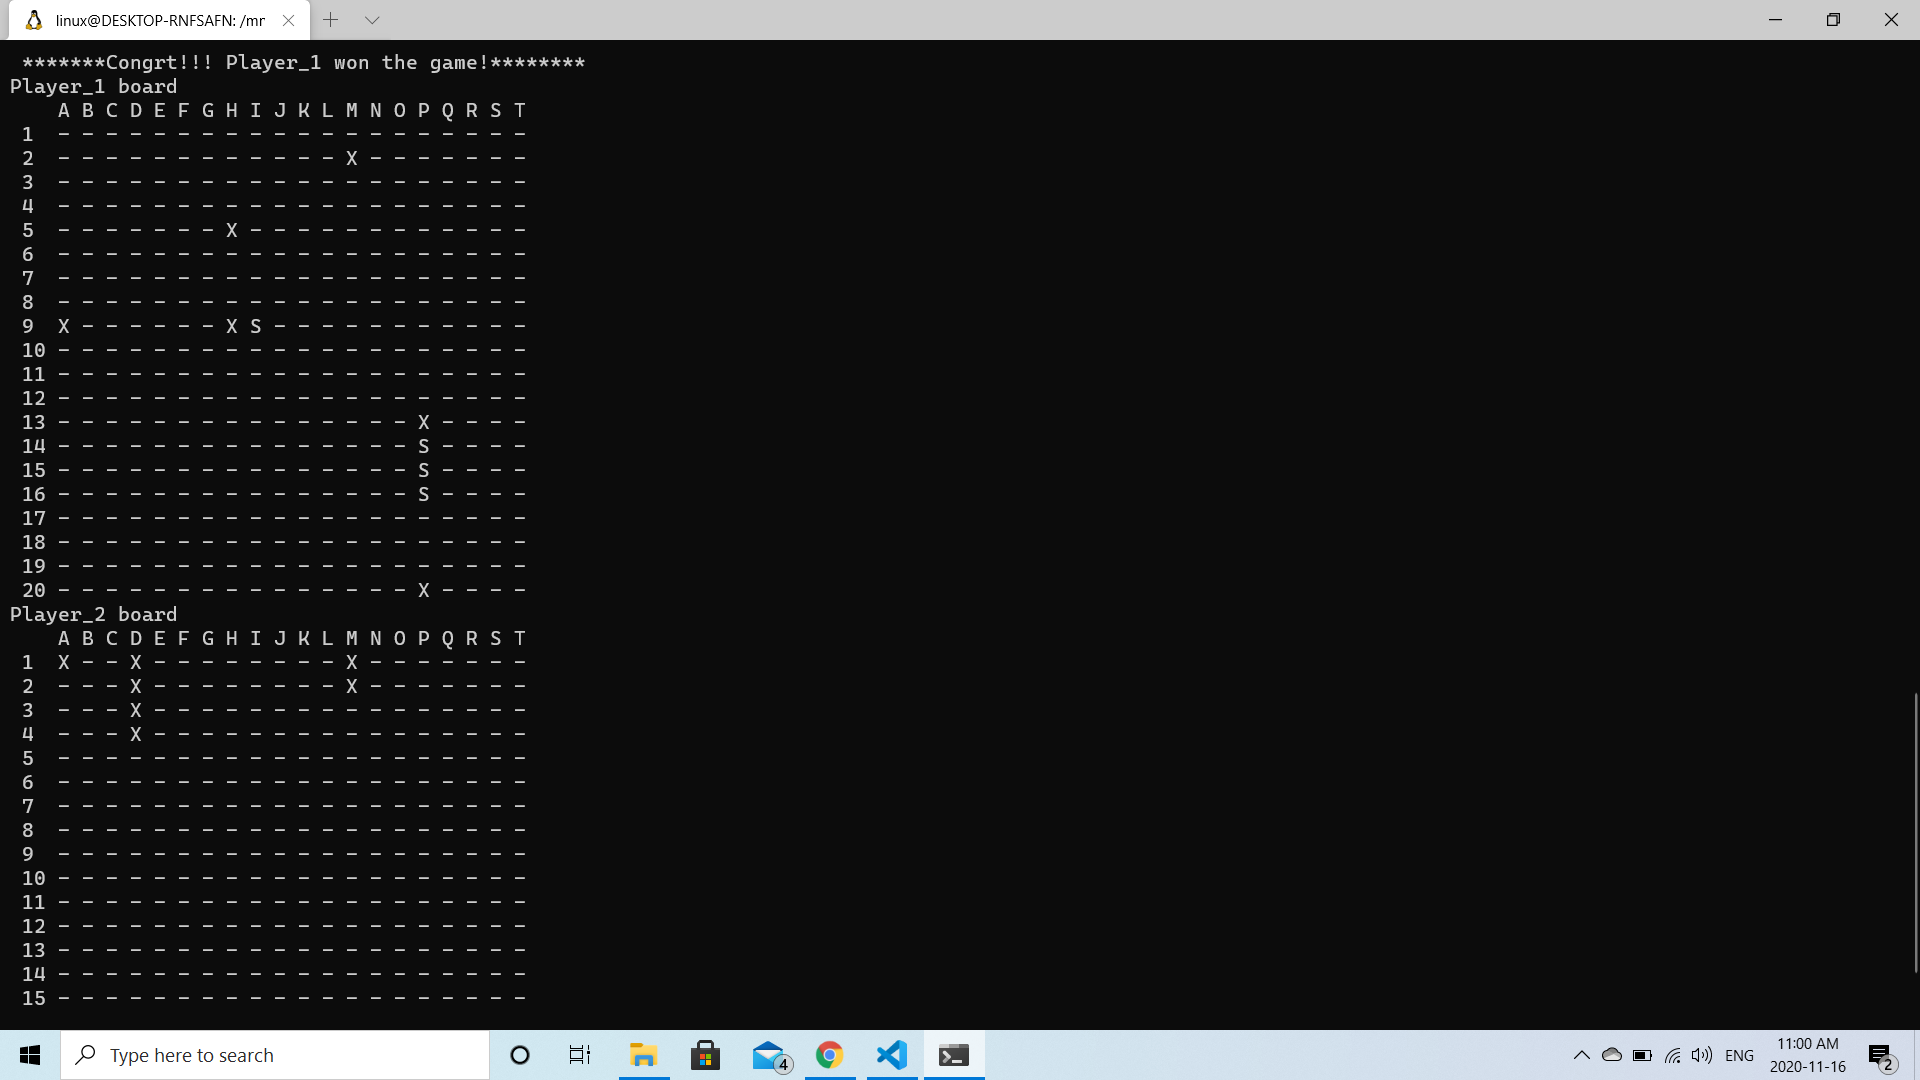 linux@DESKTOP-RNFSAFN: /mr
*******Congrt!!! Player_1 won the game!********
Player_1 board
A B C D E F G H I J K L M N O P Q R S T
1 - - - - - - - - - - - - - - - - - - - -
2 - - - - - - - - - - - - X - - - - - - -
3 - - - - - - - - - - - - - - - - - - - -
4 - - - - - - - - - - - - - - - - - - - -
5 - - - - - - - X - - - - - - - - - - - -
6 - - - - - - - - - - - - - - - - - - - -
7 - - - - - - - - - - - - - - - - - - - -
8 - - - - - - - - - - - - - - - - - - - -
9 X - - - - - - X S - - - - - - - - - - -
10 - - - - - - - - - - - - - - - - - - - -
11 - - - - - - - - - - - - - - - - - - - -
12 - - - - - - - - - - - - - - - - - - - -
13 - - - - - - - - - - - - - - - X - - - -
14 - - - - - - - - - - - - - - - S - - - -
15 - - - - - - - - - - - - - - - S - - - -
16 - - - - - - - - - - - - - - - S - - - -
17 - - - - - - - - - - - - - - - - - - - -
18 - - - - - - - - - - - - - - - - - - - -
19 - - - - - - - - - - - - - - - - - - - -
20 - - - - - - - - - - - - - - - X - - - -
Player_2 board
A B C D E F G H I J K L M N O P Q R S T
1 X - - X - - - - - - - - X - - - - - - -
2 - - - X - - - - - - - - X - - - - - - -
3 - - - X - - - - - - - - - - - - - - - -
4 - - - X - - - - - - - - - - - - - - - -
5 - - - - - - - - - - - - - - - - - - - -
6 - - - - - - - - - - - - - - - - - - - -
7 - - - - - - - - - - - - - - - - - - - -
8 - - - - - - - - - - - - - - - - - - - -
9 - - - - - - - - - - - - - - - - - - - -
10 - - - - - - - - - - - - - - - - - - - -
11 - - - - - - - - - - - - - - - - - - - -
12 - - - - - - - - - - - - - - - - - - - -
13 - - - - - - - - - - - - - - - - - - - -
14 - - - - - - - - - - - - - - - - - - - -
15 - - - - - - - - - - - - - - - - - - - -
Type here to search
4
ENG
11:00 AM
2020-11-16
2